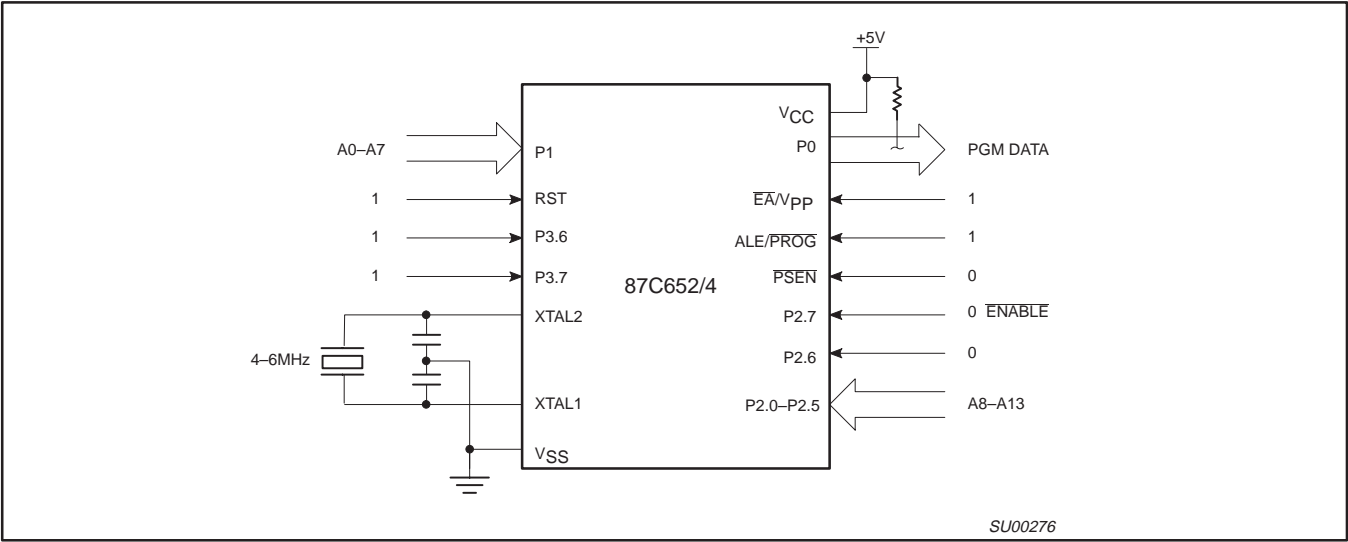 +5V
VCC
A0–A7
P1
P0
PGM DATA
1
RST
EA/VPP
1
1
P3.6
ALE/PROG
1
1
P3.7
87C652/4
PSEN
0
XTAL2
P2.7
0 ENABLE
4–6MHz
P2.6
0
XTAL1
P2.0–P2.5
A8–A13
VSS
SU00276